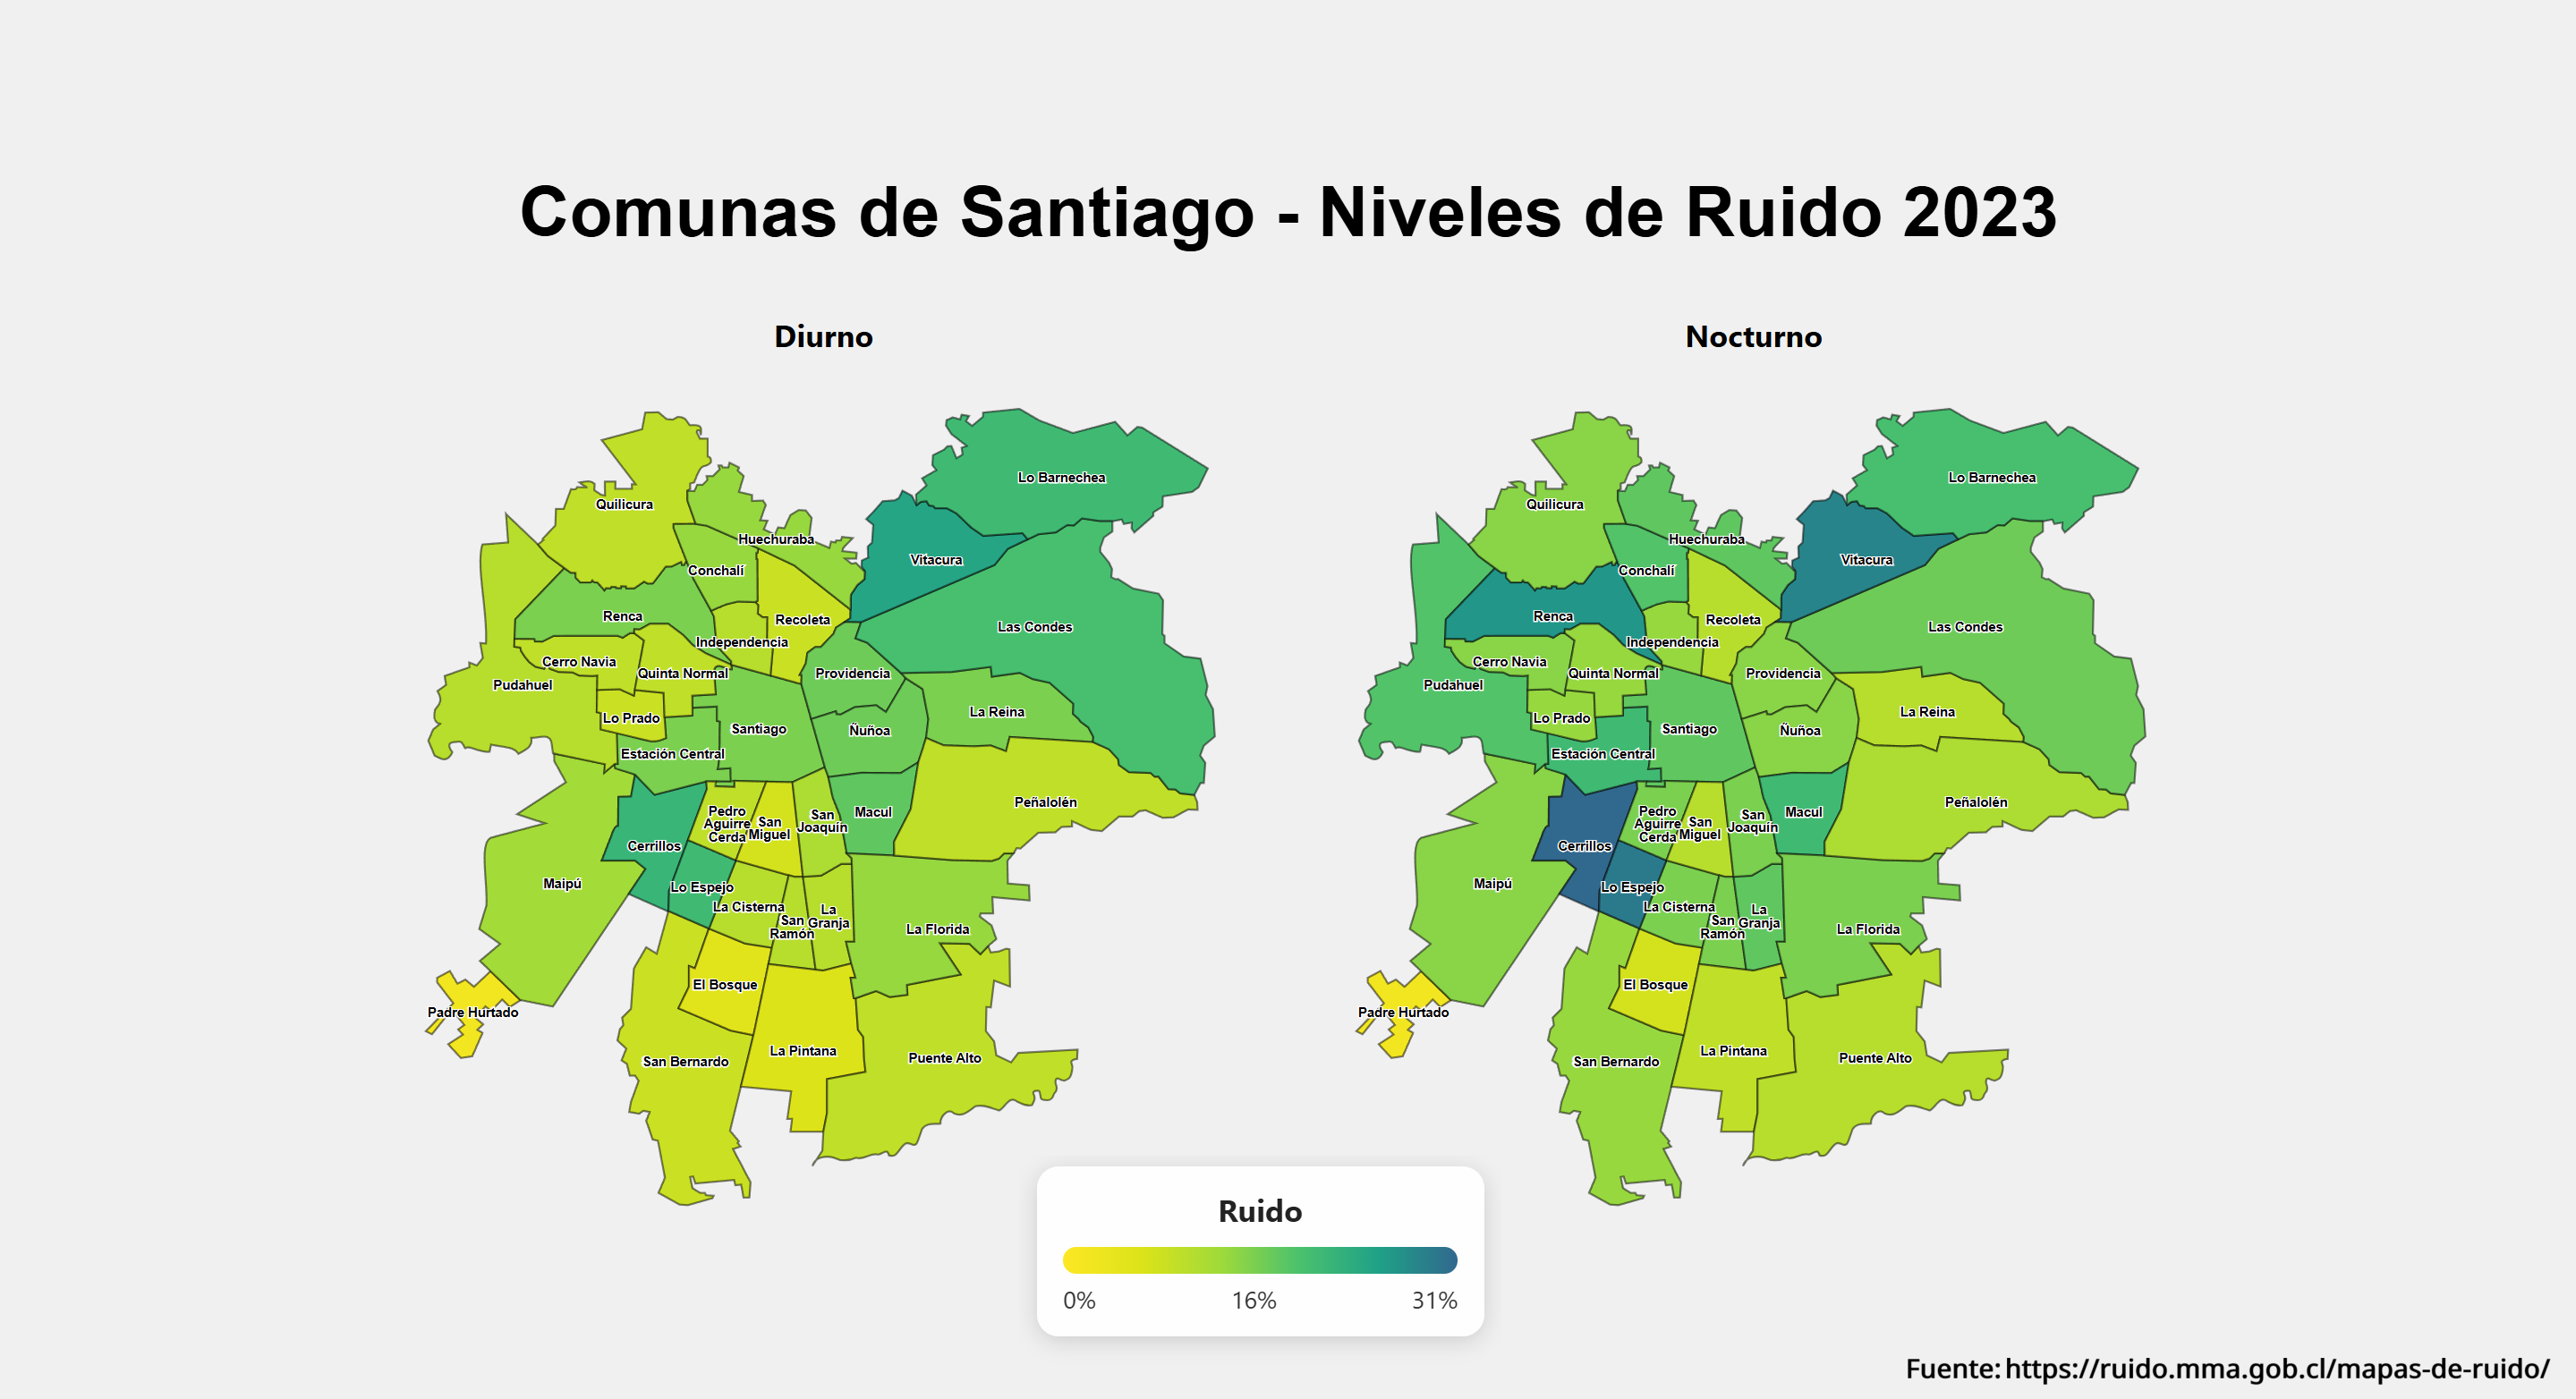 Comunas de Santiago - Niveles de Ruido 2023
Diurno
Lo Barnechea
Quilicura
Huechuraba
Vitacura
Conchalí
Renca
Recoleta
Las Condes
Independencia
Cerro Navia
Quinta Normal
Providencia
Pudahuel
La Reina
Lo Prado
Santiago
Ñuñoa
Estación Central
Peñalolén
Pedro
Aguirre
Cerda
San
Miguel
San
Joaquín
Macul
Cerrillos
Maipú
Lo Espejo
La Cisterna
San
Ramón
La
Granja
La Florida
El Bosque
Padre Hurtado
La Pintana
San Bernardo
Puente Alto
Nocturno
Lo Barnechea
Quilicura
Huechuraba
Vitacura
Conchalí
Renca
Recoleta
Las Condes
Independencia
Cerro Navia
Quinta Normal
Providencia
Pudahuel
La Reina
Lo Prado
Santiago
Ñuñoa
Estación Central
Peñalolén
Pedro
Aguirre
Cerda
San
Miguel
San
Joaquín
Macul
Cerrillos
Maipú
Lo Espejo
La Cisterna
San
Ramón
La
Granja
La Florida
El Bosque
Padre Hurtado
La Pintana
San Bernardo
Puente Alto
Ruido
0% 16% 31%
Fuente: https://ruido.mma.gob.cl/mapas-de-ruido/